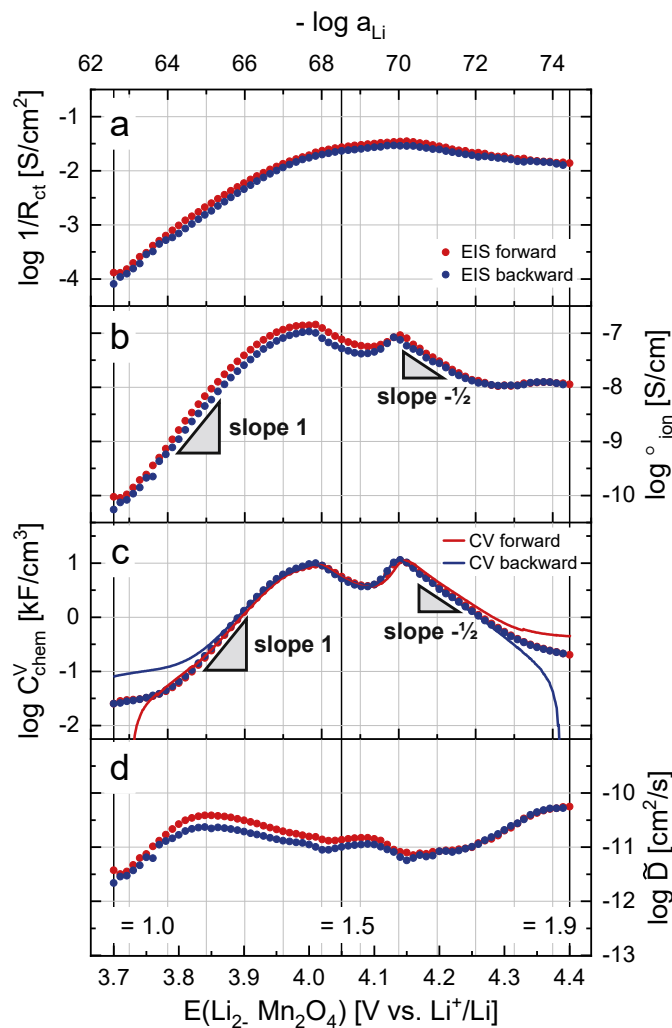 - log a_Li
62 64 66 68 70 72 74
a
log 1/R_ct [S/cm²]
-1
-2
-3
-4
EIS forward
EIS backward
b
log σ_ion [S/cm]
-7
-8
-9
-10
slope 1
slope -½
c
log C^V_chem [kF/cm³]
1
0
-1
-2
CV forward
CV backward
slope 1
slope -½
d
log D̃ [cm²/s]
-10
-11
-12
-13
= 1.0 = 1.5 = 1.9
3.7 3.8 3.9 4.0 4.1 4.2 4.3 4.4
E(Li₂₋ Mn₂O₄) [V vs. Li⁺/Li]